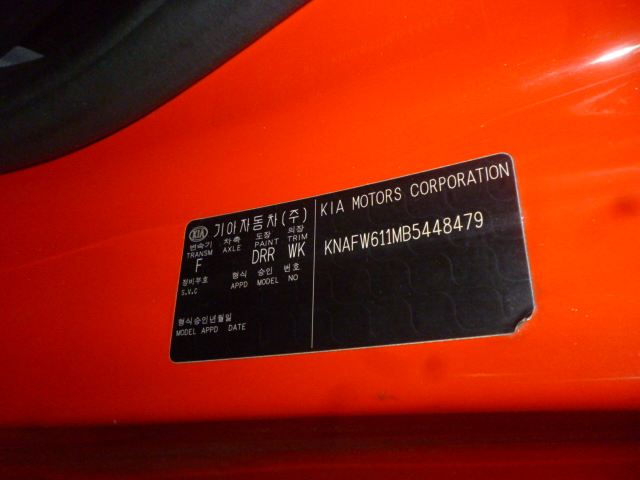 KIA 기아자동차(주)
변속기 차축 도장 의장
TRANSM AXLE PAINT TRIM
F DRR WK
정비부호 형식 승인 번호
S.V.C APPD MODEL NO
형식승인년월일
MODEL APPD DATE
KIA MOTORS CORPORATION
KNAFW611MB5448479